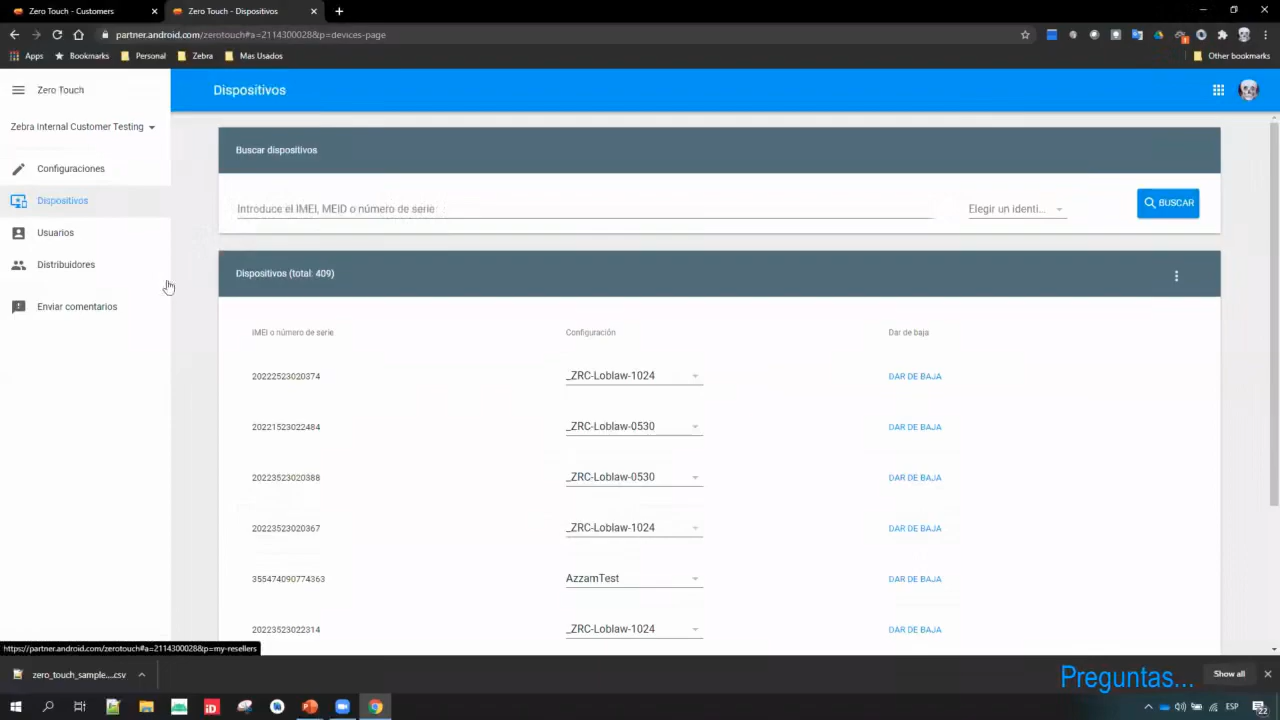 Zero Touch - Customers
Zero Touch - Dispositivos
partner.android.com/zerotouch#a=2114300028&p=devices-page
Apps
Bookmarks
Personal
Zebra
Mas Usados
Other bookmarks
Zero Touch
Dispositivos
Zebra Internal Customer Testing
Configuraciones
Dispositivos
Usuarios
Distribuidores
Enviar comentarios
Buscar dispositivos
Introduce el IMEI, MEID o número de serie
Elegir un identi...
BUSCAR
Dispositivos (total: 409)
IMEI o número de serie Configuración Dar de baja
20222523020374 _ZRC-Loblaw-1024 DAR DE BAJA
20221523022484 _ZRC-Loblaw-0530 DAR DE BAJA
20223523020388 _ZRC-Loblaw-0530 DAR DE BAJA
20223523020367 _ZRC-Loblaw-1024 DAR DE BAJA
355474090774363 AzzamTest DAR DE BAJA
20223523022314 _ZRC-Loblaw-1024 DAR DE BAJA
https://partner.android.com/zerotouch#a=2114300028&p=my-resellers
zero_touch_sample....csv
Preguntas...
Show all
iD
ESP
22